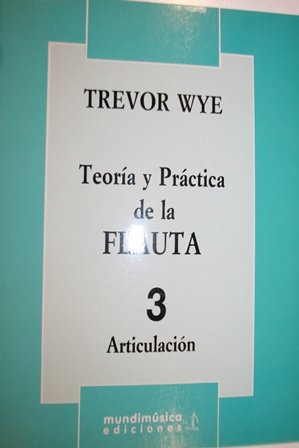 TREVOR WYE
Teoría y Práctica
de la
FLAUTA
3
Articulación
mundimúsica
ediciones